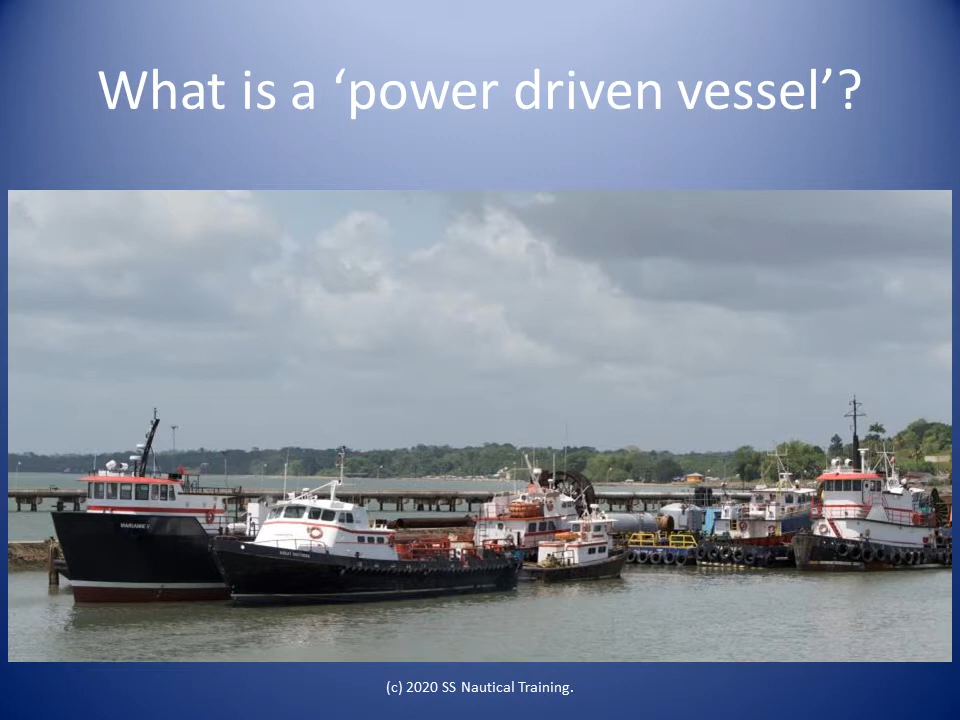 What is a ‘power driven vessel’?
(c) 2020 SS Nautical Training.